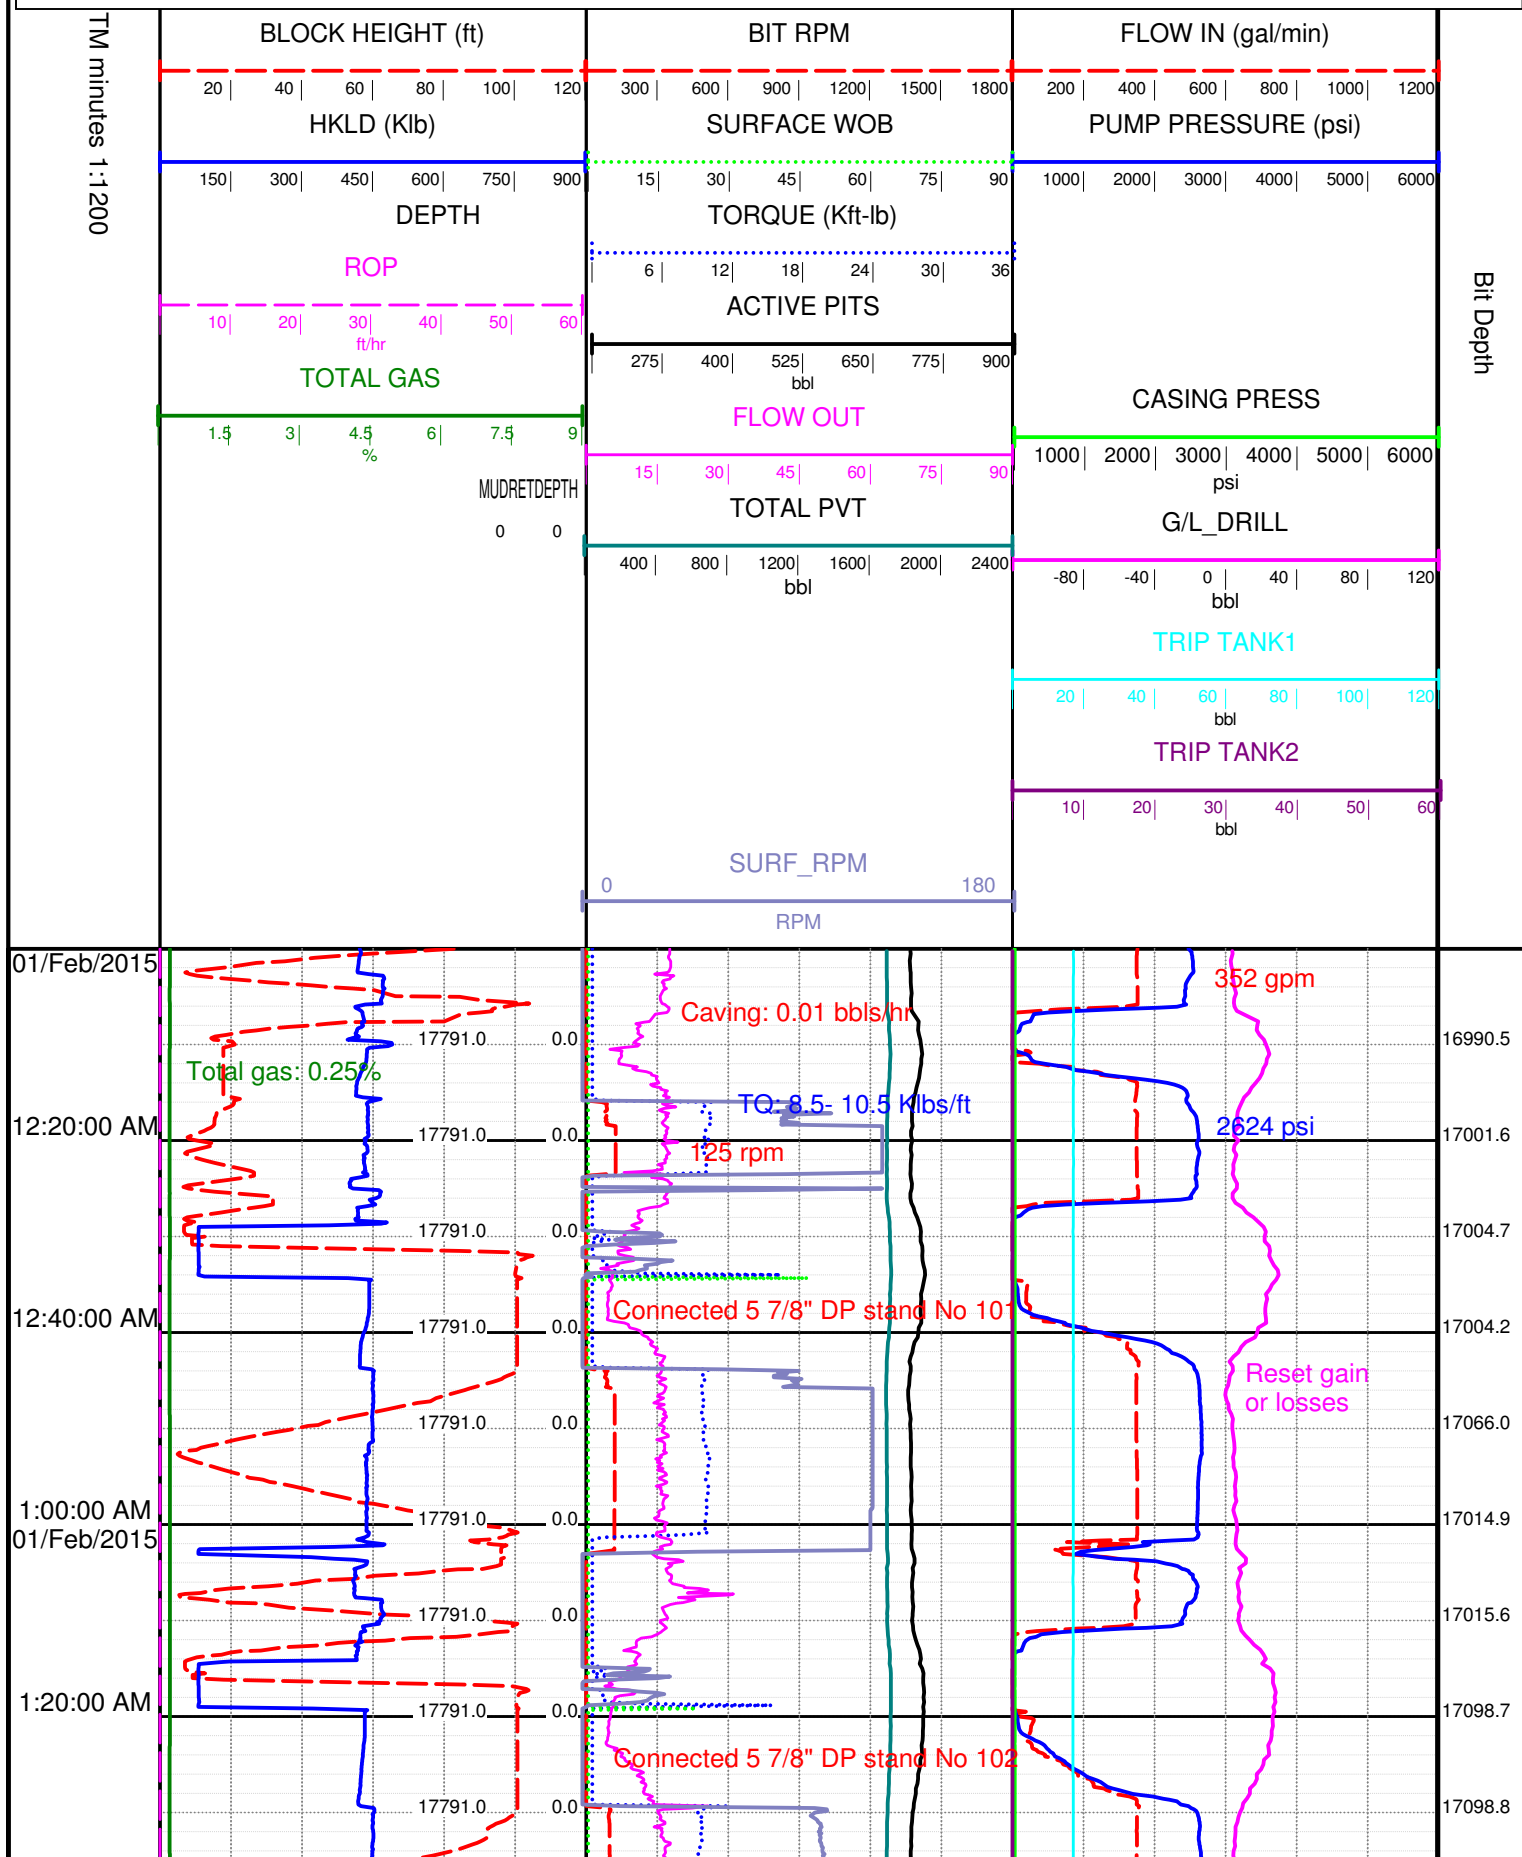 TM minutes 1:1200
BLOCK HEIGHT (ft)
20 40 60 80 100 120
HKLD (Klb)
150 300 450 600 750 900
DEPTH
ROP
10 20 30 40 50 60
ft/hr
TOTAL GAS
1.5 3 4.5 6 7.5 9
%
MUDRETDEPTH
0 0
BIT RPM
300 600 900 1200 1500 1800
SURFACE WOB
15 30 45 60 75 90
TORQUE (Kft-lb)
6 12 18 24 30 36
ACTIVE PITS
275 400 525 650 775 900
bbl
FLOW OUT
15 30 45 60 75 90
TOTAL PVT
400 800 1200 1600 2000 2400
bbl
SURF_RPM
0 180
RPM
FLOW IN (gal/min)
200 400 600 800 1000 1200
PUMP PRESSURE (psi)
1000 2000 3000 4000 5000 6000
CASING PRESS
1000 2000 3000 4000 5000 6000
psi
G/L_DRILL
-80 -40 0 40 80 120
bbl
TRIP TANK1
20 40 60 80 100 120
bbl
TRIP TANK2
10 20 30 40 50 60
bbl
Bit Depth
01/Feb/2015
352 gpm
Caving: 0.01 bbls/hr
17791.0 0.0 16990.5
Total gas: 0.25%
TQ: 8.5- 10.5 Klbs/ft
12:20:00 AM 17791.0 0.0 2624 psi 17001.6
125 rpm
17791.0 0.0 17004.7
Connected 5 7/8" DP stand No 101
12:40:00 AM 17791.0 0.0 17004.2
Reset gain
or losses
17791.0 0.0 17066.0
1:00:00 AM 17791.0 0.0 17014.9
01/Feb/2015
17791.0 0.0 17015.6
1:20:00 AM 17791.0 0.0 17098.7
Connected 5 7/8" DP stand No 102
17791.0 0.0 17098.8